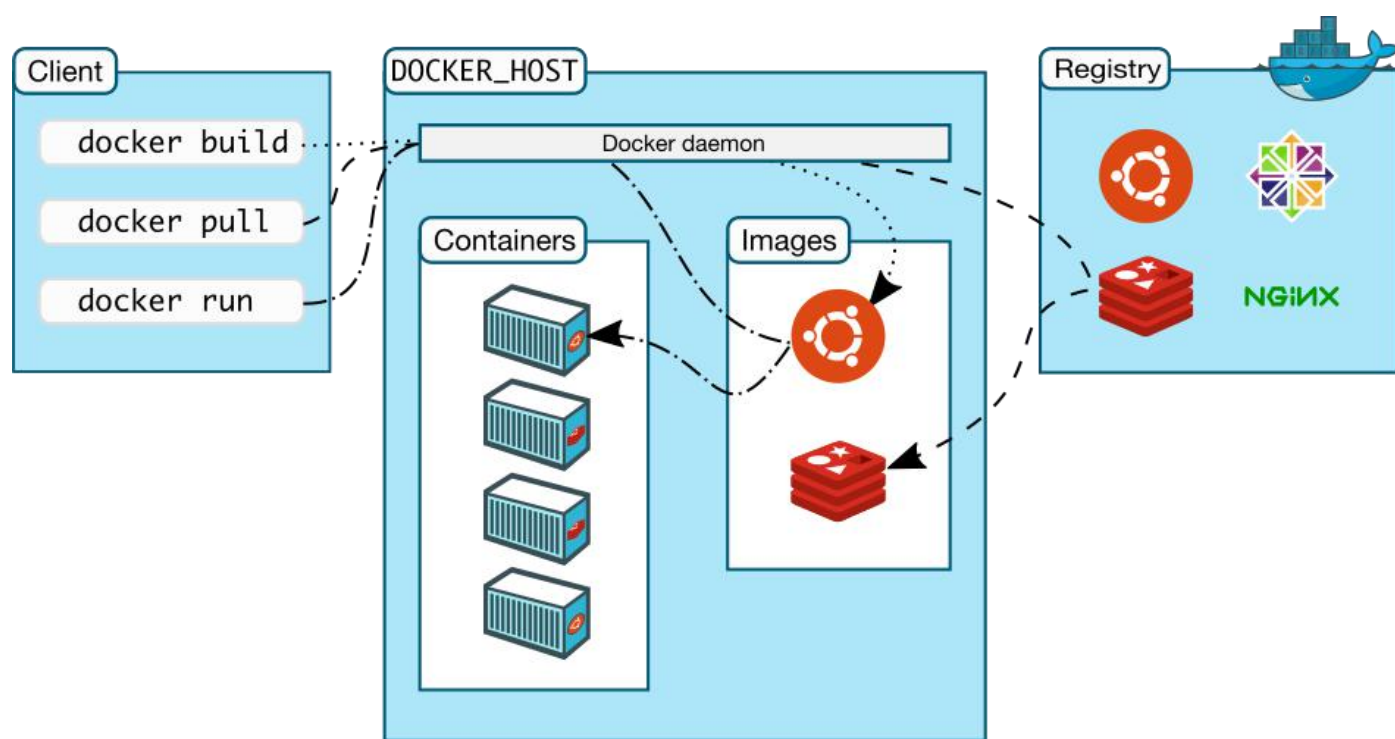 Client
docker build
docker pull
docker run
DOCKER_HOST
Docker daemon
Containers
Images
Registry
NGiNX